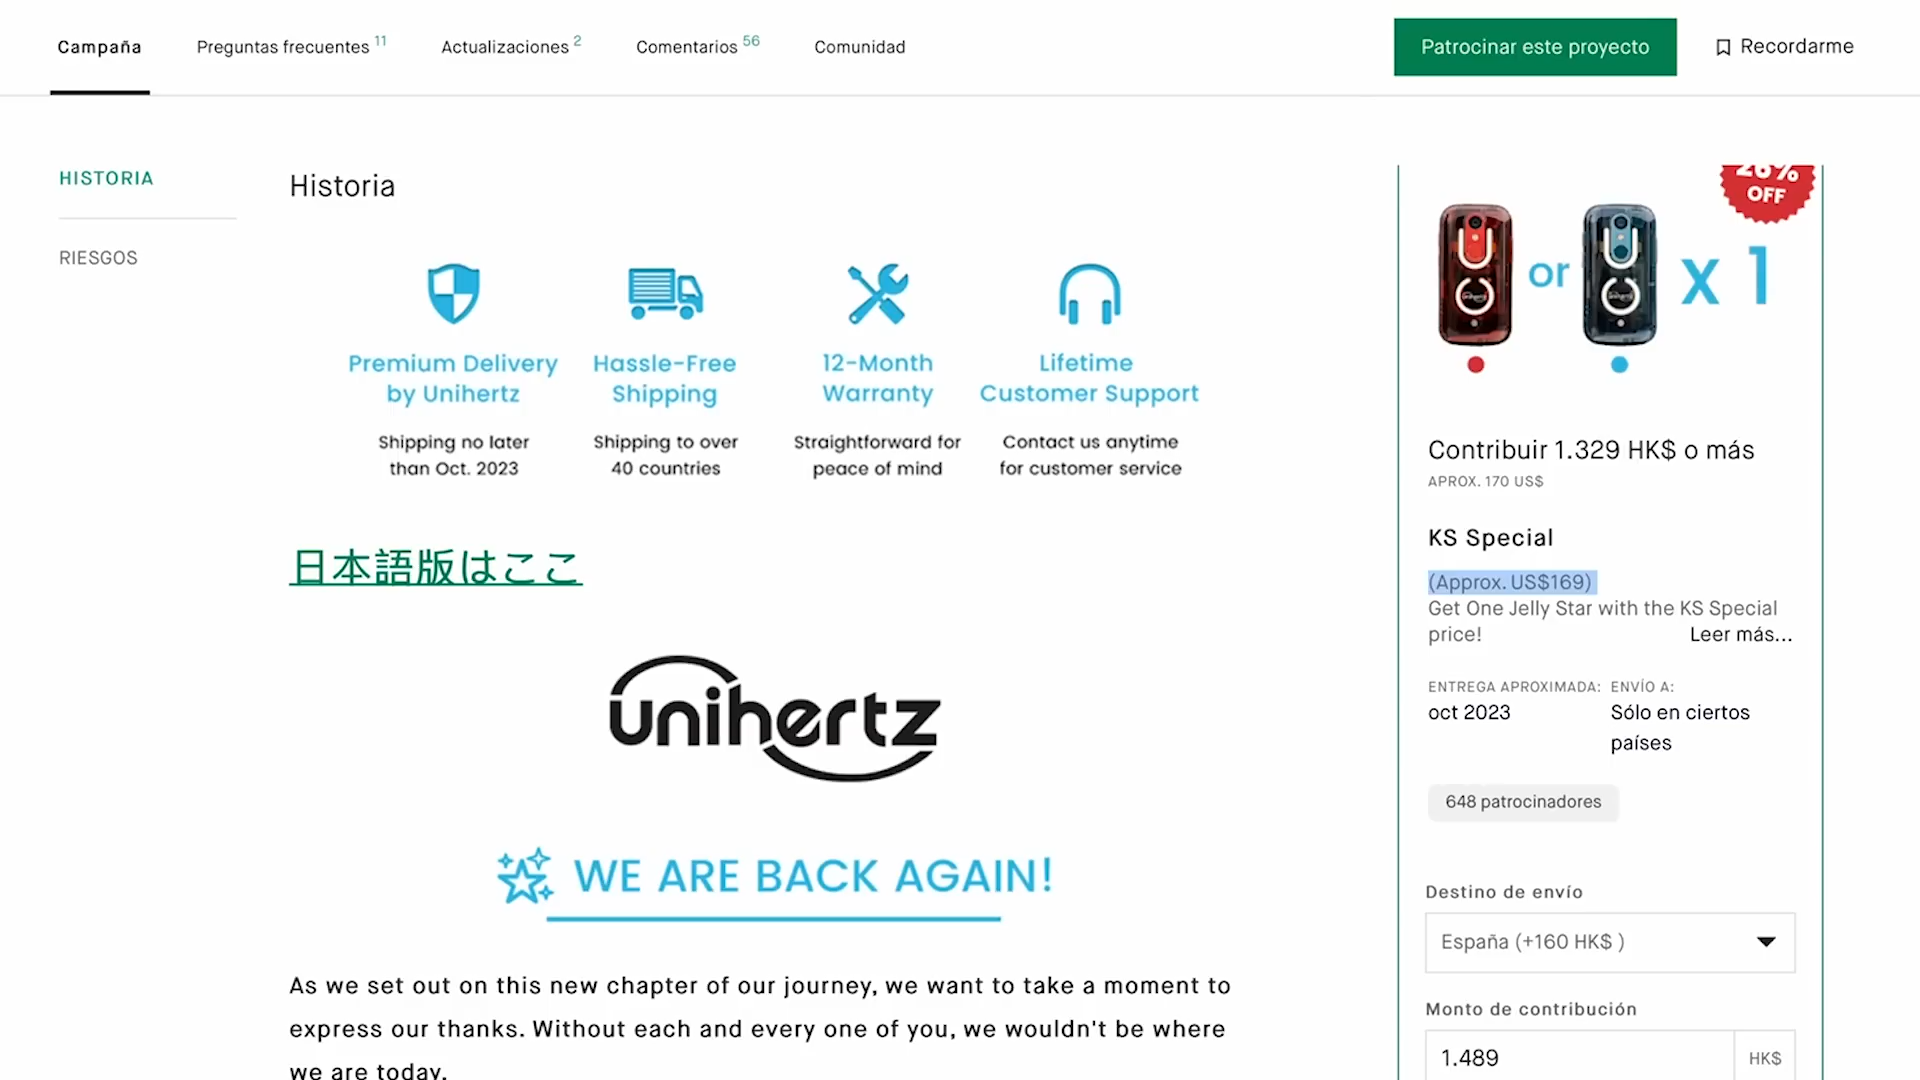 Campaña
Preguntas frecuentes 11
Actualizaciones 2
Comentarios 56
Comunidad
Patrocinar este proyecto
Recordarme
HISTORIA
RIESGOS
Historia
Premium Delivery
by Unihertz
Shipping no later
than Oct. 2023
Hassle-Free
Shipping
Shipping to over
40 countries
12-Month
Warranty
Straightforward for
peace of mind
Lifetime
Customer Support
Contact us anytime
for customer service
日本語版はここ
unihertz
WE ARE BACK AGAIN!
As we set out on this new chapter of our journey, we want to take a moment to
express our thanks. Without each and every one of you, we wouldn't be where
we are today.
OFF
or
x 1
Contribuir 1.329 HK$ o más
APROX. 170 US$
KS Special
(Approx. US$169)
Get One Jelly Star with the KS Special
price!
Leer más...
ENTREGA APROXIMADA:
oct 2023
ENVÍO A:
Sólo en ciertos
países
648 patrocinadores
Destino de envío
España (+160 HK$ )
Monto de contribución
1.489 HK$